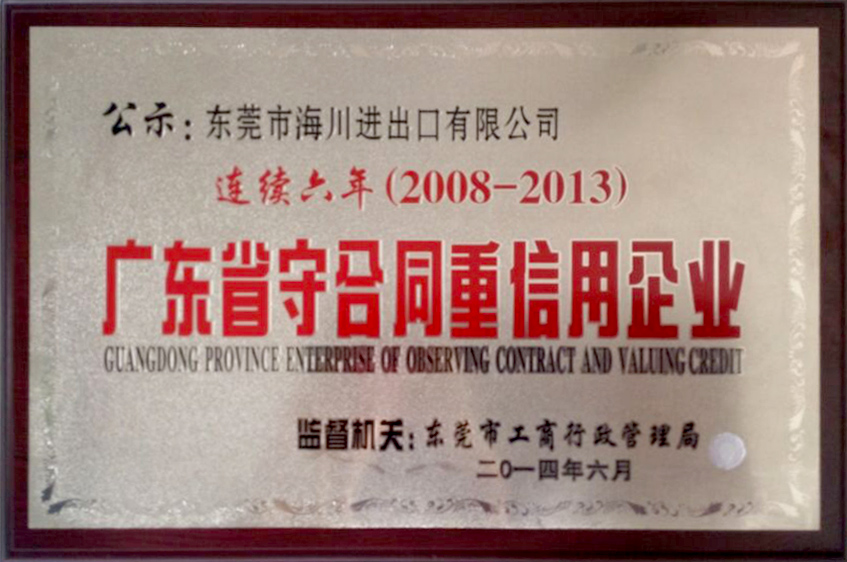 公示：东莞市海川进出口有限公司
连续六年(2008-2013)
广东省守合同重信用企业
GUANGDONG PROVINCE ENTERPRISE OF OBSERVING CONTRACT AND VALUING CREDIT
监督机关：东莞市工商行政管理局
二0一四年六月